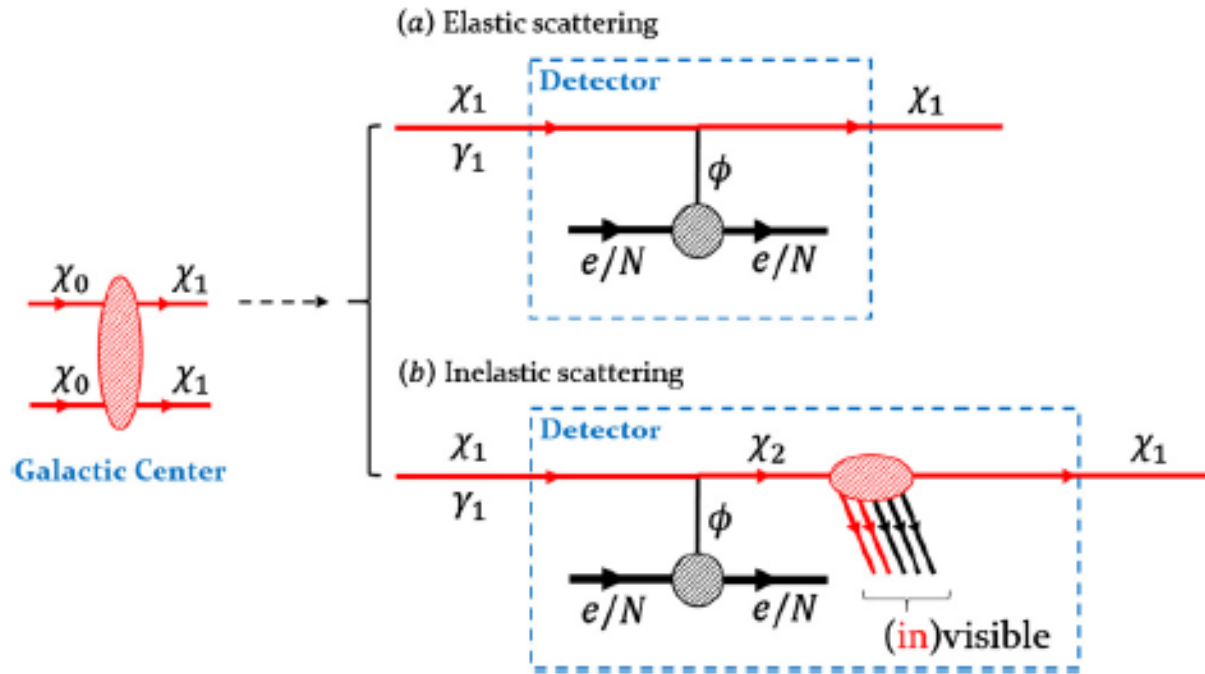 (a) Elastic scattering
Detector
χ₁
χ₁
γ₁
ϕ
e/N
e/N
χ₀
χ₁
χ₀
χ₁
Galactic Center
(b) Inelastic scattering
Detector
χ₁
χ₂
χ₁
γ₁
ϕ
e/N
e/N
(in)visible